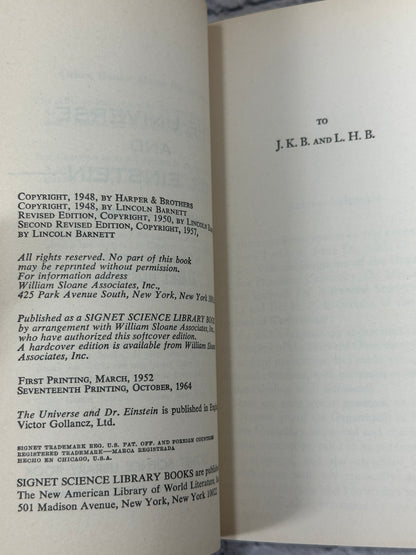 COPYRIGHT, 1948, BY HARPER & BROTHERS
COPYRIGHT, 1948, BY LINCOLN BARNETT
REVISED EDITION, COPYRIGHT, 1950, BY LINCOLN
SECOND REVISED EDITION, COPYRIGHT, 1957,
BY LINCOLN BARNETT
All rights reserved. No part of this book
may be reprinted without permission.
For information address
William Sloane Associates, Inc.,
425 Park Avenue South, New York, New York
Published as a SIGNET SCIENCE LIBRARY
by arrangement with William Sloane Associates,
who have authorized this softcover edition.
A hardcover edition is available from William
Associates, Inc.
FIRST PRINTING, MARCH, 1952
SEVENTEENTH PRINTING, OCTOBER, 1964
The Universe and Dr. Einstein is published in
Victor Gollancz, Ltd.
SIGNET TRADEMARK REG. U.S. PAT. OFF. AND FOREIGN COUNTRIES
REGISTERED TRADEMARK—MARCA REGISTRADA
HECHO EN CHICAGO, U.S.A.
SIGNET SCIENCE LIBRARY BOOKS are
The New American Library of World Literature,
501 Madison Avenue, New York, New York 10022
TO
J. K. B. AND L. H. B.